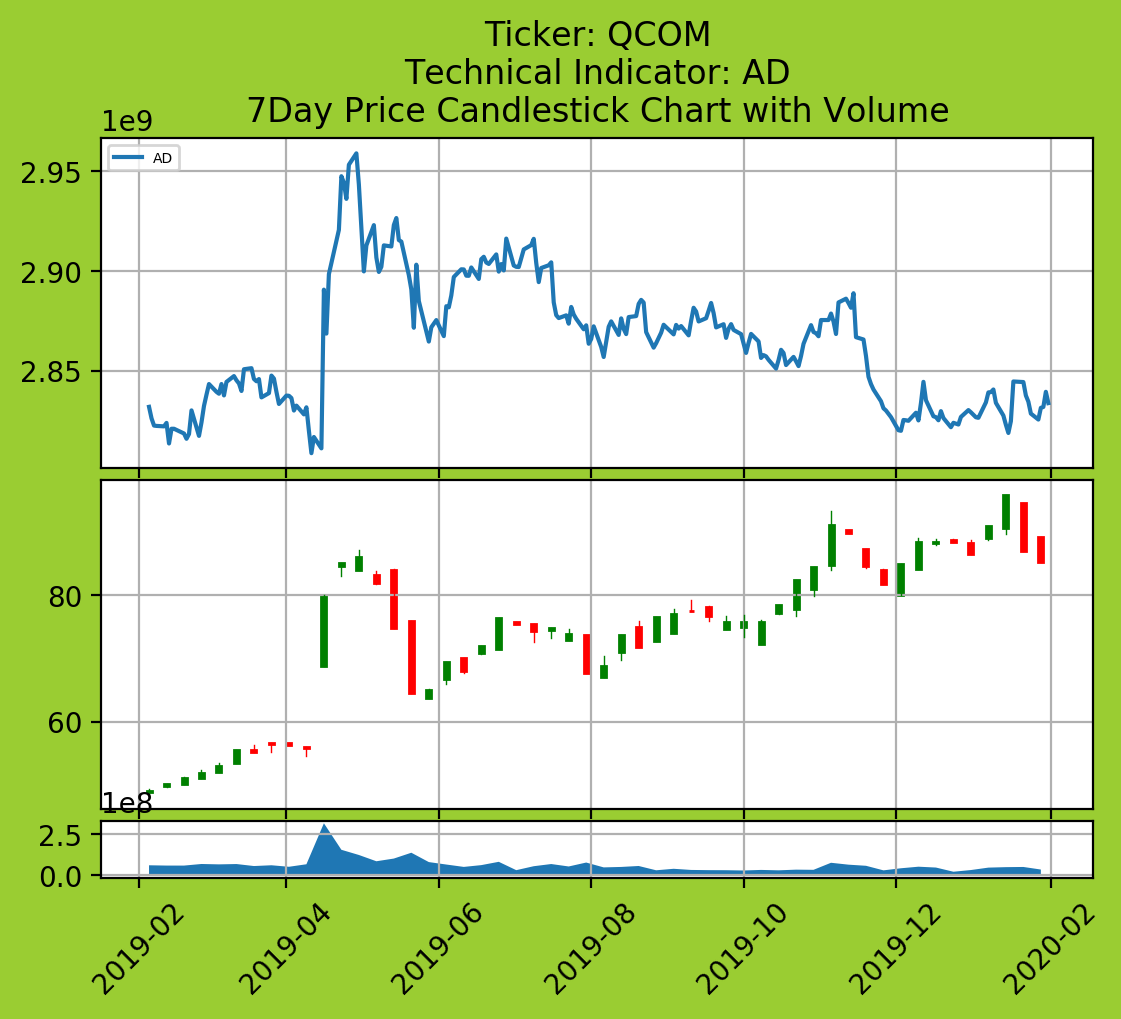 Ticker: QCOM
Technical Indicator: AD
7Day Price Candlestick Chart with Volume
1e9
AD
2.95
2.90
2.85
80
60
1e8
2.5
0.0
2019-02
2019-04
2019-06
2019-08
2019-10
2019-12
2020-02